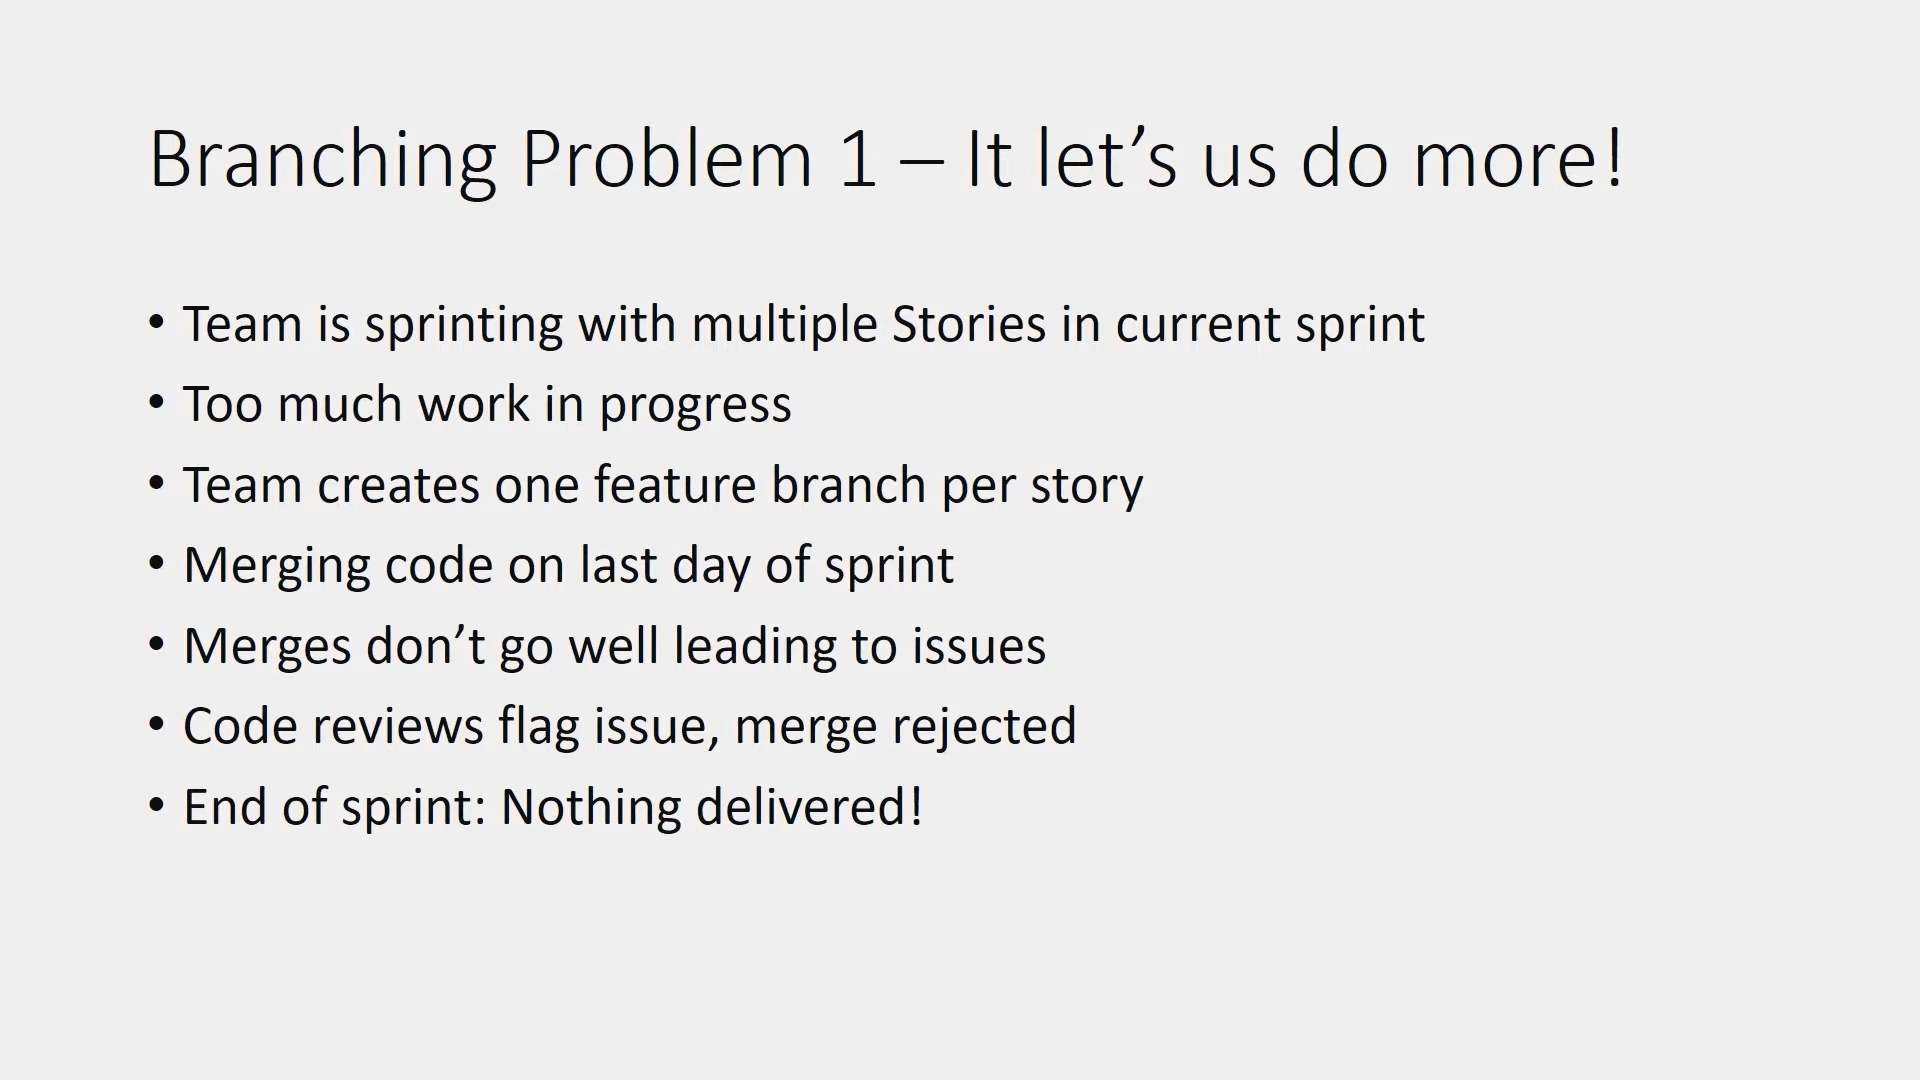 Branching Problem 1 – It let’s us do more!
• Team is sprinting with multiple Stories in current sprint
• Too much work in progress
• Team creates one feature branch per story
• Merging code on last day of sprint
• Merges don’t go well leading to issues
• Code reviews flag issue, merge rejected
• End of sprint: Nothing delivered!